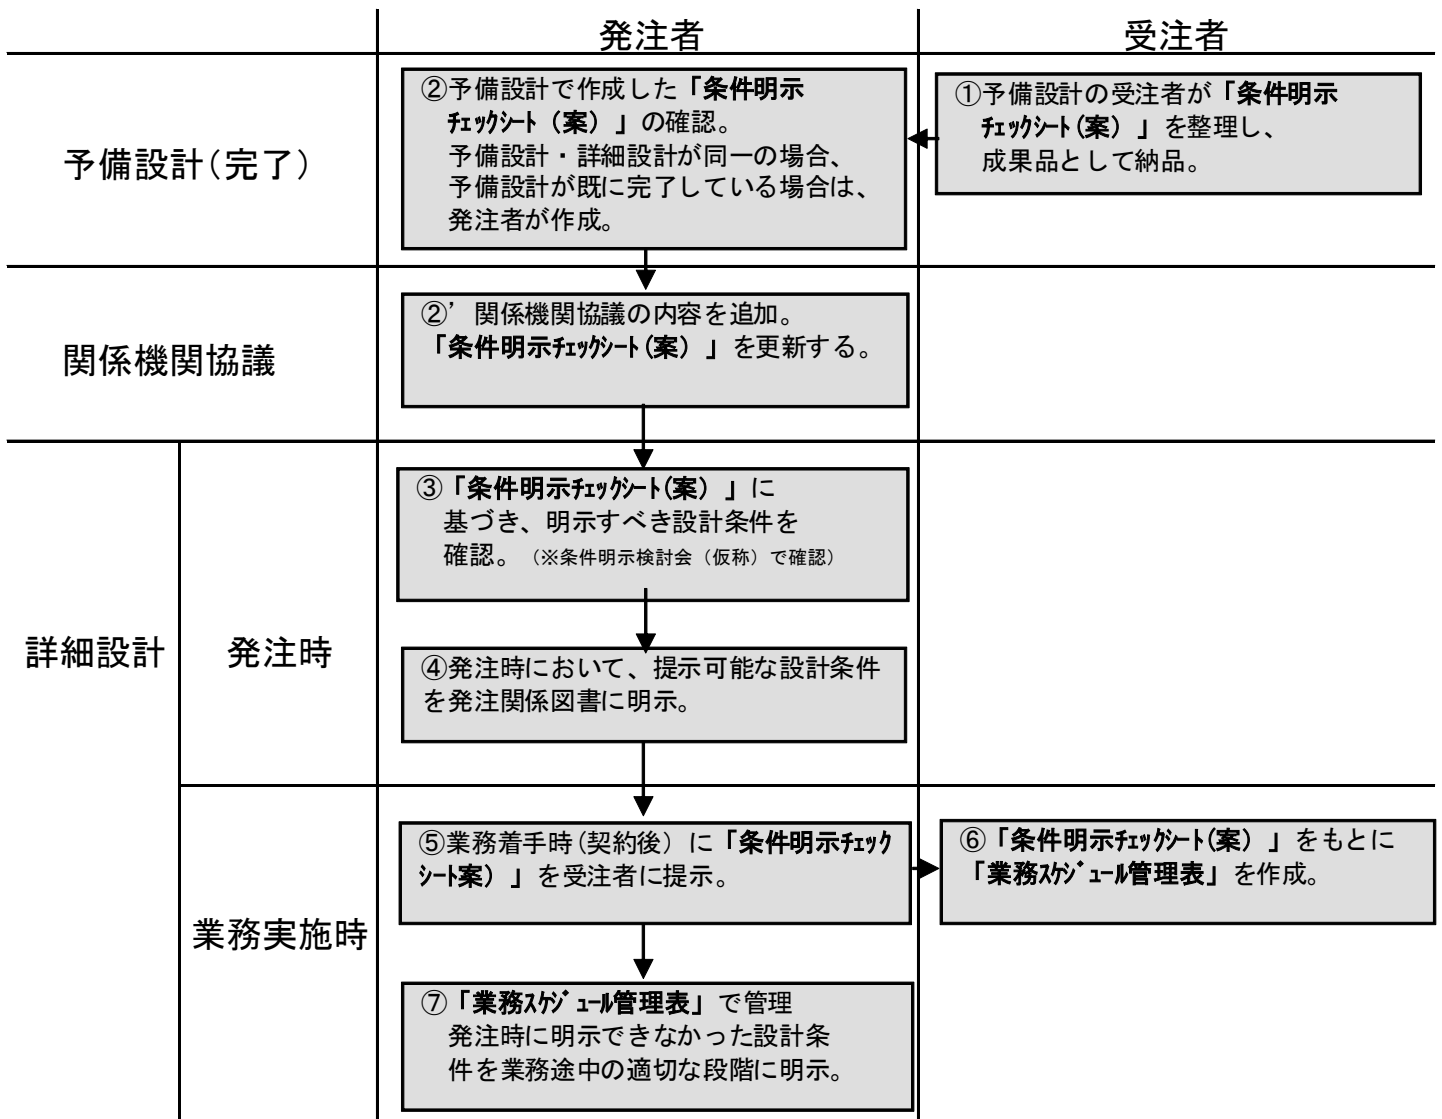 発注者
受注者
予備設計(完了)
②予備設計で作成した「条件明示
ﾁｪｯｸｼｰﾄ（案）」の確認。
予備設計・詳細設計が同一の場合、
予備設計が既に完了している場合は、
発注者が作成。
①予備設計の受注者が「条件明示
ﾁｪｯｸｼｰﾄ(案）」を整理し、
成果品として納品。
関係機関協議
②’関係機関協議の内容を追加。
「条件明示ﾁｪｯｸｼｰﾄ(案）」を更新する。
詳細設計
発注時
③「条件明示ﾁｪｯｸｼｰﾄ(案）」に
基づき、明示すべき設計条件を
確認。（※条件明示検討会（仮称）で確認）
④発注時において、提示可能な設計条件
を発注関係図書に明示。
業務実施時
⑤業務着手時(契約後）に「条件明示ﾁｪｯｸ
ｼｰﾄ案）」を受注者に提示。
⑥「条件明示ﾁｪｯｸｼｰﾄ(案）」をもとに
「業務ｽｹｼﾞｭｰﾙ管理表」を作成。
⑦「業務ｽｹｼﾞｭｰﾙ管理表」で管理
発注時に明示できなかった設計条
件を業務途中の適切な段階に明示。